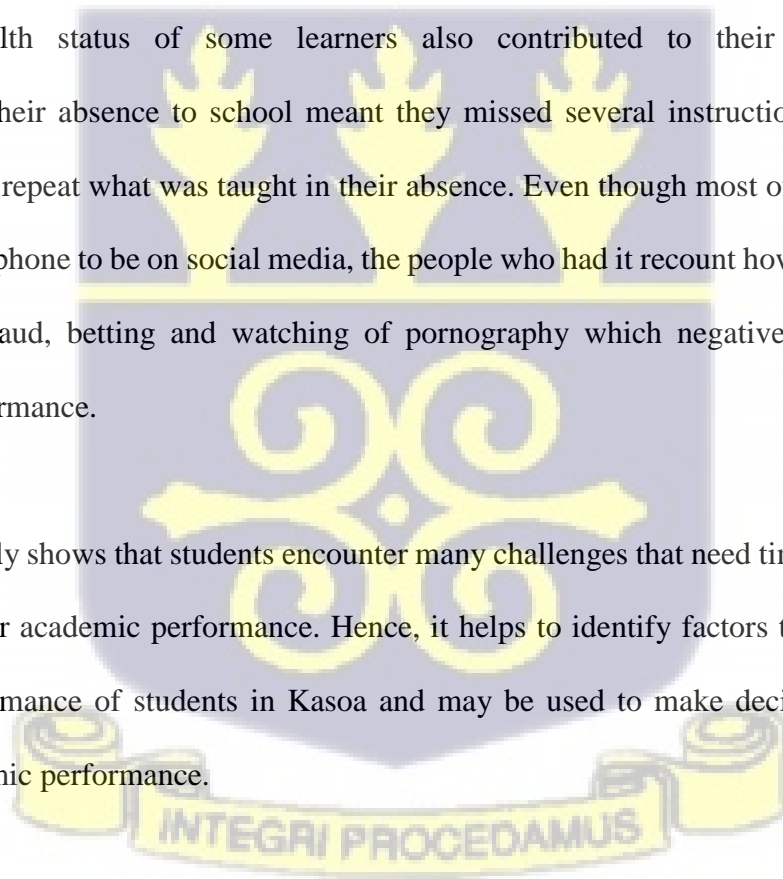 lth status of some learners also contributed to their
heir absence to school meant they missed several instructio
repeat what was taught in their absence. Even though most o
phone to be on social media, the people who had it recount how
aud, betting and watching of pornography which negative
rmance.
ly shows that students encounter many challenges that need ti
r academic performance. Hence, it helps to identify factors t
mance of students in Kasoa and may be used to make deci
nic performance.
INTEGRI PROCEDAMUS